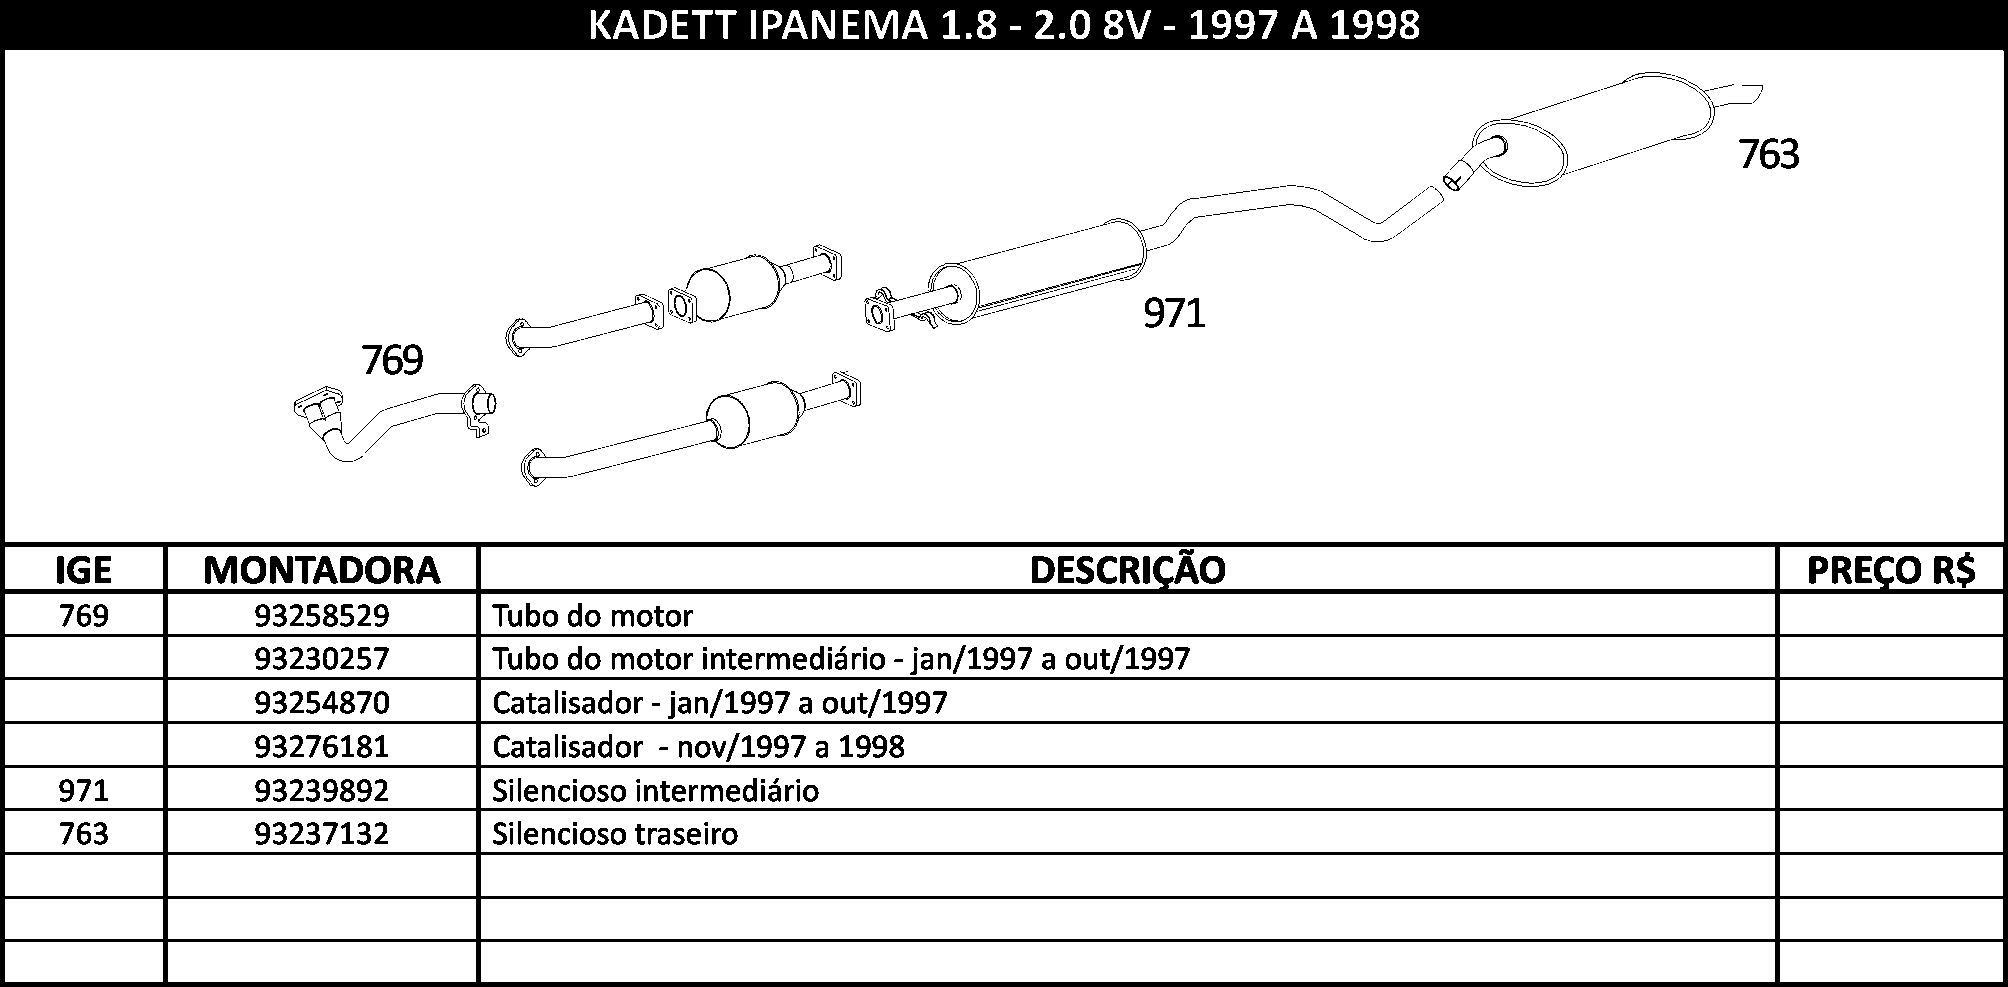 KADETT IPANEMA 1.8 - 2.0 8V - 1997 A 1998
763
971
769
IGE MONTADORA DESCRIÇÃO PREÇO R$
769 93258529 Tubo do motor
93230257 Tubo do motor intermediário - jan/1997 a out/1997
93254870 Catalisador - jan/1997 a out/1997
93276181 Catalisador  - nov/1997 a 1998
971 93239892 Silencioso intermediário
763 93237132 Silencioso traseiro